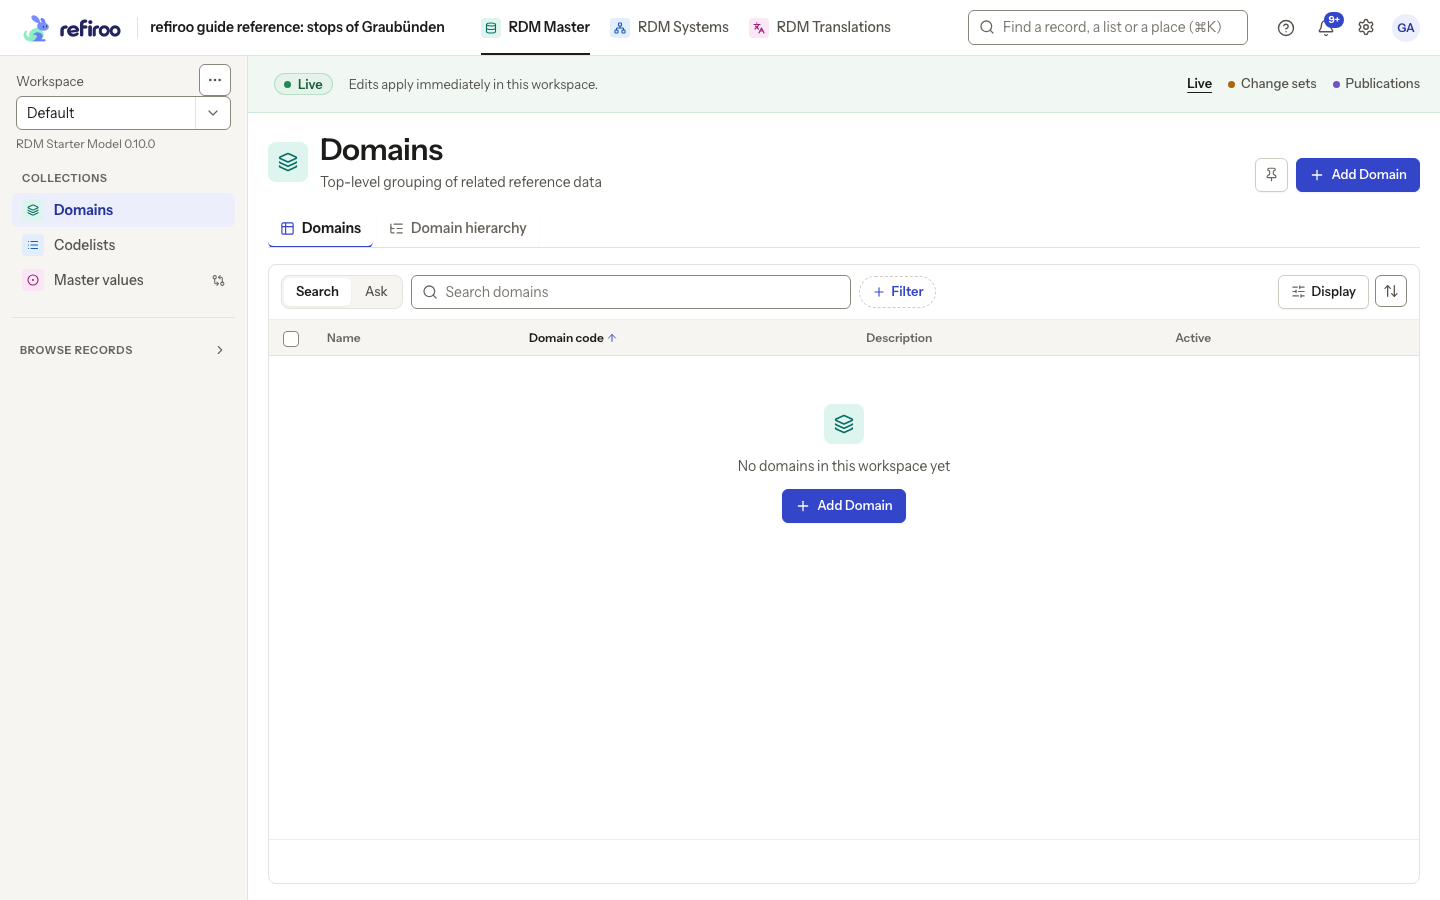 refiroo
refiroo guide reference: stops of Graubünden
RDM Master
RDM Systems
RDM Translations
Find a record, a list or a place (⌘K)
9+
GA
Workspace
Default
RDM Starter Model 0.10.0
COLLECTIONS
Domains
Codelists
Master values
BROWSE RECORDS
Live
Edits apply immediately in this workspace.
Live
Change sets
Publications
Domains
Top-level grouping of related reference data
Add Domain
Domains
Domain hierarchy
Search
Ask
Search domains
Filter
Display
Name
Domain code
Description
Active
No domains in this workspace yet
Add Domain